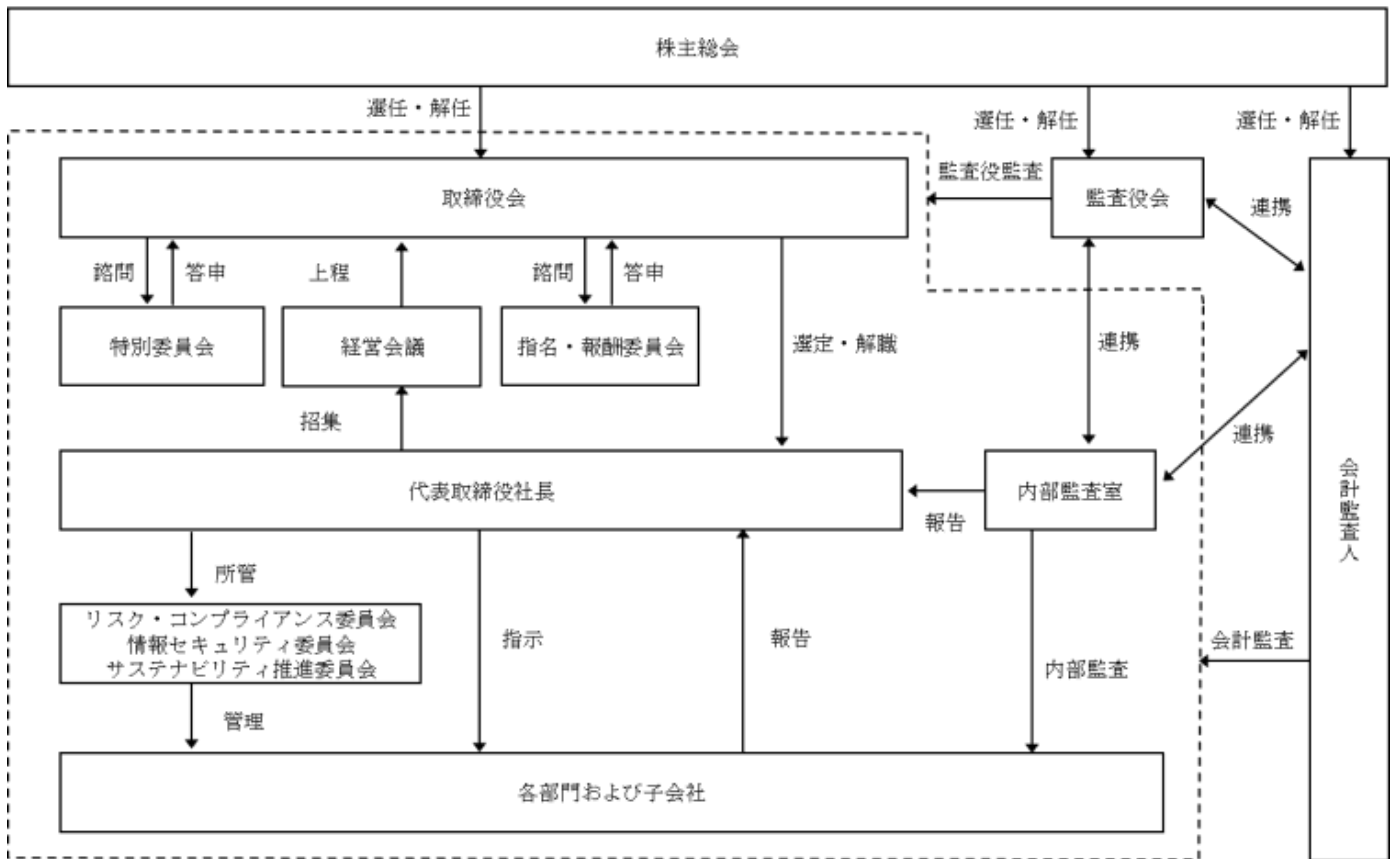 株主総会
選任・解任
選任・解任
選任・解任
取締役会
監査役監査
監査役会
連携
諮問
答申
上程
諮問
答申
特別委員会
経営会議
指名・報酬委員会
選定・解職
連携
招集
連携
代表取締役社長
報告
内部監査室
会計監査人
所管
リスク・コンプライアンス委員会
情報セキュリティ委員会
サステナビリティ推進委員会
指示
報告
内部監査
会計監査
管理
各部門および子会社